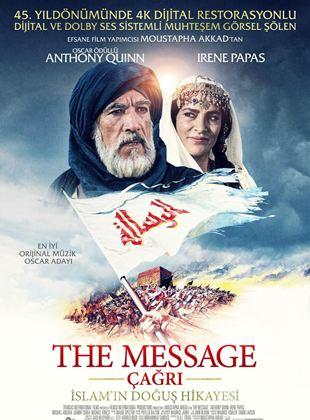 45. YILDÖNÜMÜNDE 4K DİJİTAL RESTORASYONLU
DİJİTAL VE DOLBY SES SİSTEMLİ MUHTEŞEM GÖRSEL ŞÖLEN
EFSANE FİLM YAPIMCISI MOUSTAPHA AKKAD'TAN
OSCAR ÖDÜLLÜ
ANTHONY QUINN
IRENE PAPAS
الرسالة
EN İYİ
ORİJİNAL MÜZİK
OSCAR ADAYI
THE MESSAGE
ÇAĞRI
İSLAM'IN DOĞUŞ HİKAYESİ